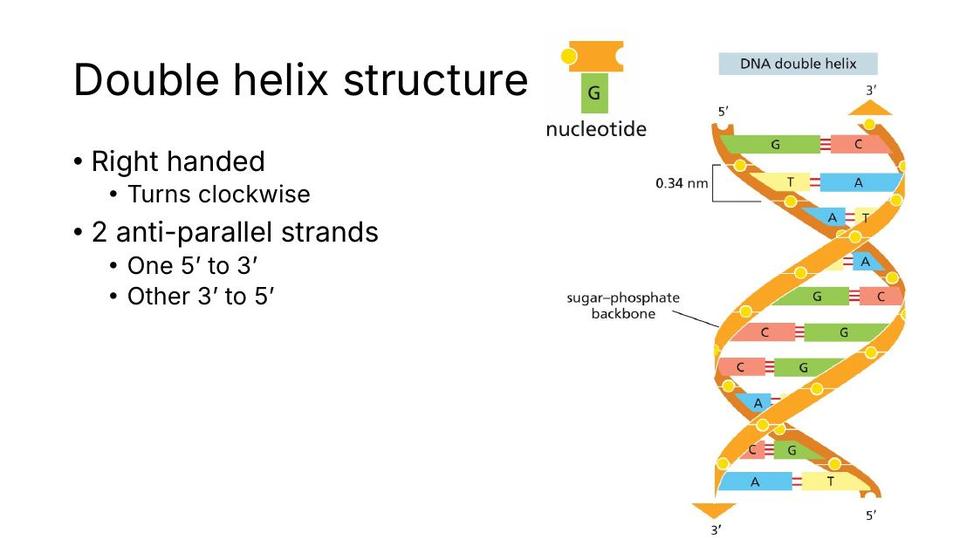 Double helix structure
• Right handed
• Turns clockwise
• 2 anti-parallel strands
• One 5’ to 3’
• Other 3’ to 5’
G
nucleotide
DNA double helix
5’
3’
G C
0.34 nm
T A
A T
A
G C
sugar–phosphate
backbone
C G
C G
A
C G
A T
3’
5’